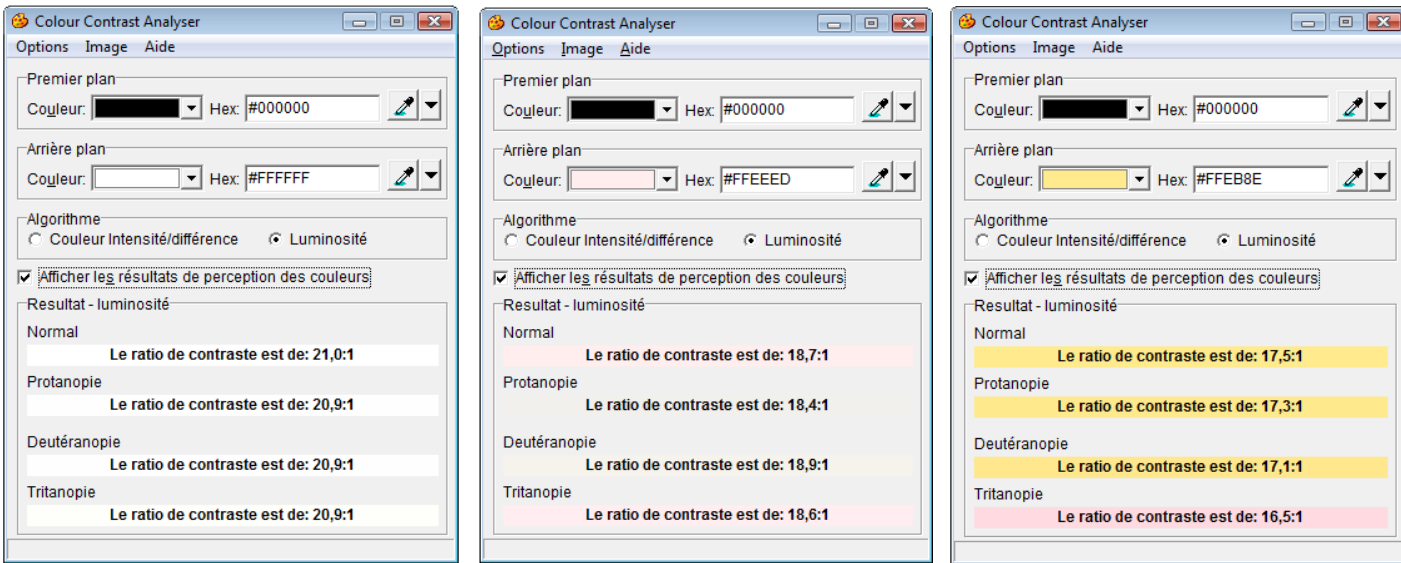 Colour Contrast Analyser
Options Image Aide
Premier plan
Couleur: Hex: #000000
Arrière plan
Couleur: Hex: #FFFFFF
Algorithme
Couleur Intensité/différence Luminosité
Afficher les résultats de perception des couleurs
Resultat - luminosité
Normal
Le ratio de contraste est de: 21,0:1
Protanopie
Le ratio de contraste est de: 20,9:1
Deutéranopie
Le ratio de contraste est de: 20,9:1
Tritanopie
Le ratio de contraste est de: 20,9:1
Colour Contrast Analyser
Options Image Aide
Premier plan
Couleur: Hex: #000000
Arrière plan
Couleur: Hex: #FFEEED
Algorithme
Couleur Intensité/différence Luminosité
Afficher les résultats de perception des couleurs
Resultat - luminosité
Normal
Le ratio de contraste est de: 18,7:1
Protanopie
Le ratio de contraste est de: 18,4:1
Deutéranopie
Le ratio de contraste est de: 18,9:1
Tritanopie
Le ratio de contraste est de: 18,6:1
Colour Contrast Analyser
Options Image Aide
Premier plan
Couleur: Hex: #000000
Arrière plan
Couleur: Hex: #FFEB8E
Algorithme
Couleur Intensité/différence Luminosité
Afficher les résultats de perception des couleurs
Resultat - luminosité
Normal
Le ratio de contraste est de: 17,5:1
Protanopie
Le ratio de contraste est de: 17,3:1
Deutéranopie
Le ratio de contraste est de: 17,1:1
Tritanopie
Le ratio de contraste est de: 16,5:1